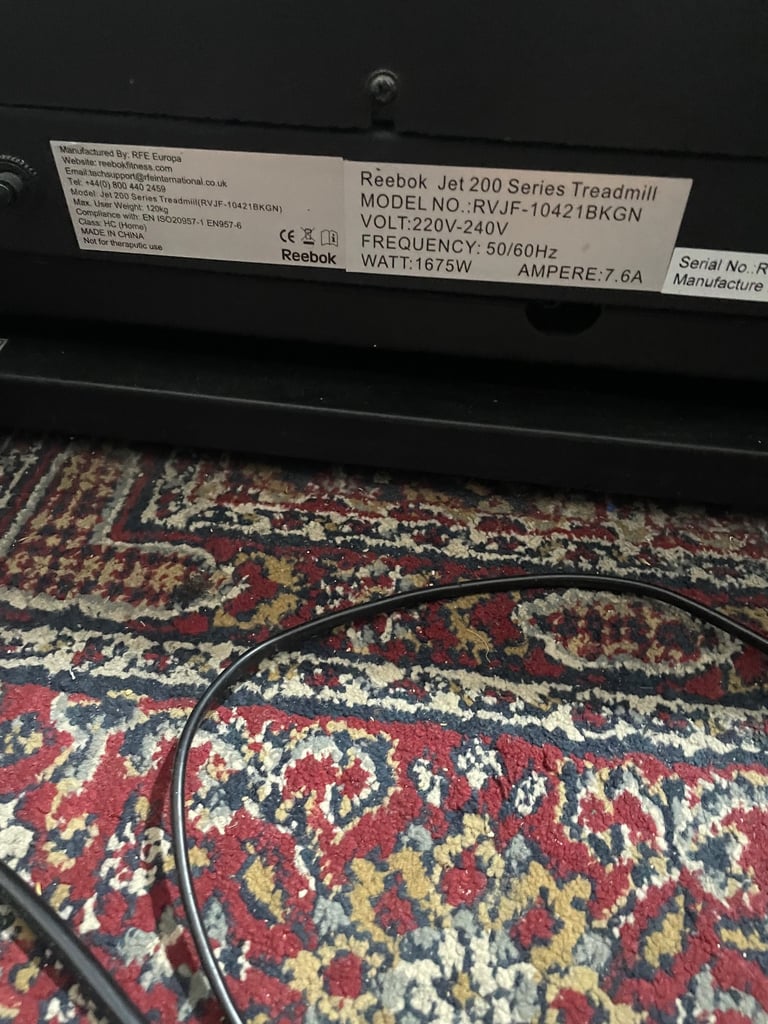 Manufactured By: RFE Europa
Website: reebokfitness.com
Email:techsupport@rfeinternational.co.uk
Tel: +44(0) 800 440 2459
Model: Jet 200 Series Treadmill(RVJF-10421BKGN)
Max. User Weight: 120kg
Compliance with: EN ISO20957-1 EN957-6
Class: HC (Home)
MADE IN CHINA
Not for theraputic use
CE
Reebok
Reebok Jet 200 Series Treadmill
MODEL NO.:RVJF-10421BKGN
VOLT:220V-240V
FREQUENCY: 50/60Hz
WATT:1675W AMPERE:7.6A
Serial No.:R
Manufacture